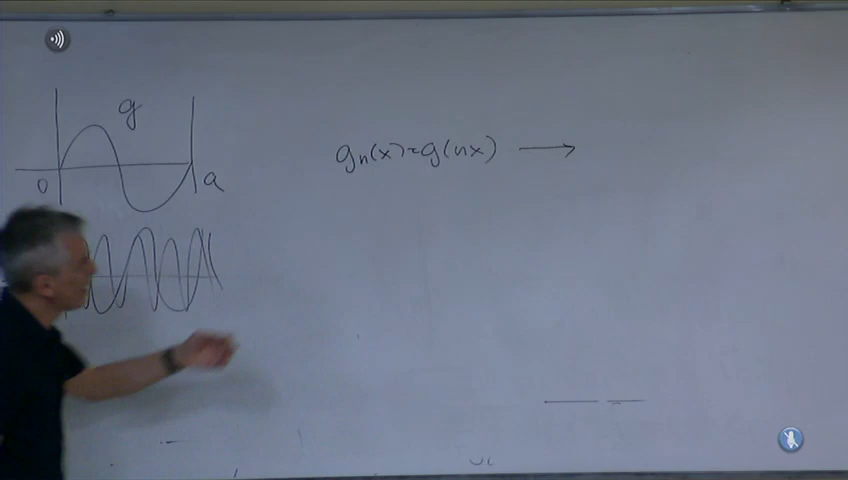 g
gₙ(x)=g(nx) →
0
a